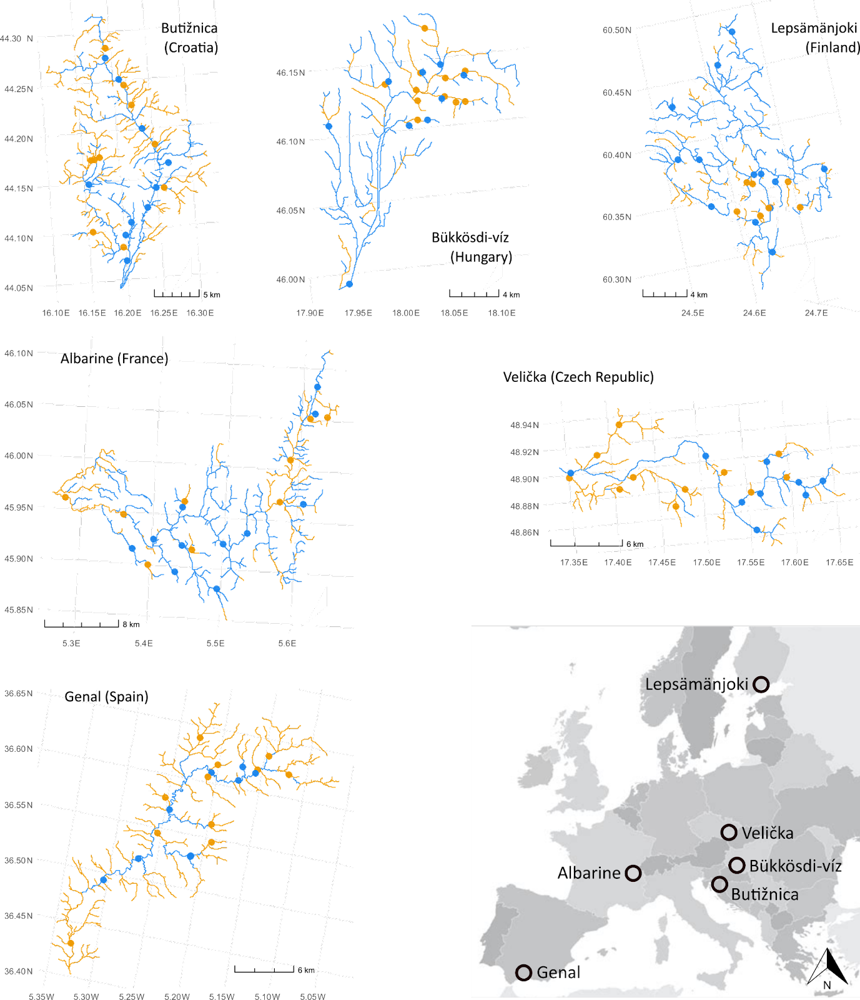 Butižnica
(Croatia)
44.30 N
44.25N
44.20N
44.15N
44.10N
44.05N
5 km
16.10E 16.15E 16.20E 16.25E 16.30E
46.15N
46.10N
46.05N
46.00N
Bükkösdi-víz
(Hungary)
4 km
17.90E 17.95E 18.00E 18.05E 18.10E
Lepsämänjoki
(Finland)
60.50N
60.45N
60.40N
60.35N
60.30N
4 km
24.5E 24.6E 24.7E
Albarine (France)
46.10N
46.05N
46.00N
45.95N
45.90N
45.85N
8 km
5.3E 5.4E 5.5E 5.6E
Velička (Czech Republic)
48.94N
48.92N
48.90N
48.88N
48.86N
6 km
17.35E 17.40E 17.45E 17.50E 17.55E 17.60E 17.65E
Genal (Spain)
36.65N
36.60N
36.55N
36.50N
36.45N
36.40N
6 km
5.35W 5.30W 5.25W 5.20W 5.15W 5.10W 5.05W
Lepsämänjoki
Velička
Bükkösdi-víz
Albarine
Butižnica
Genal
N